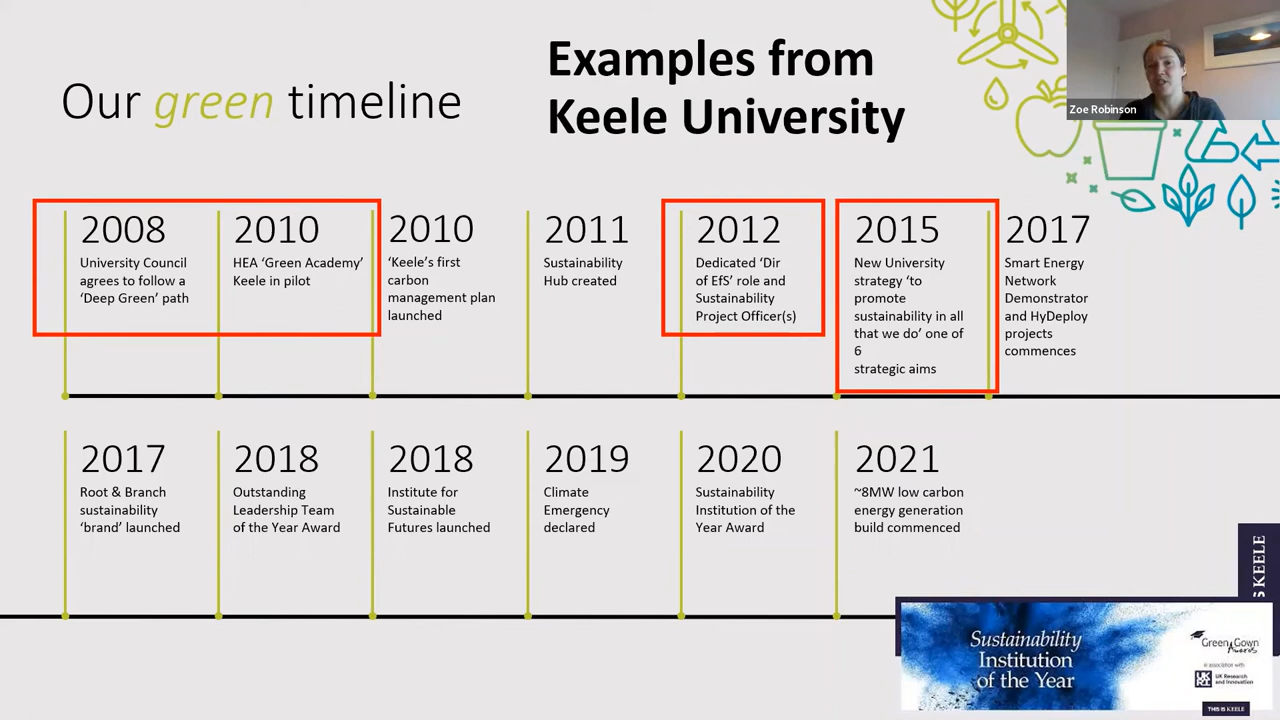 Our green timeline
Examples from
Keele University
Zoe Robinson
2008
University Council
agrees to follow a
‘Deep Green’ path
2010
HEA ‘Green Academy’
Keele in pilot
2010
‘Keele’s first
carbon
management plan
launched
2011
Sustainability
Hub created
2012
Dedicated ‘Dir
of EfS’ role and
Sustainability
Project Officer(s)
2015
New University
strategy ‘to
promote
sustainability in all
that we do’ one of
6
strategic aims
2017
Smart Energy
Network
Demonstrator
and HyDeploy
projects
commences
2017
Root & Branch
sustainability
‘brand’ launched
2018
Outstanding
Leadership Team
of the Year Award
2018
Institute for
Sustainable
Futures launched
2019
Climate
Emergency
declared
2020
Sustainability
Institution of the
Year Award
2021
~8MW low carbon
energy generation
build commenced
S KEELE
Sustainability
Institution
of the Year
Green Gown
Awards
in association with
UKRI
UK Research
and Innovation
THIS IS KEELE